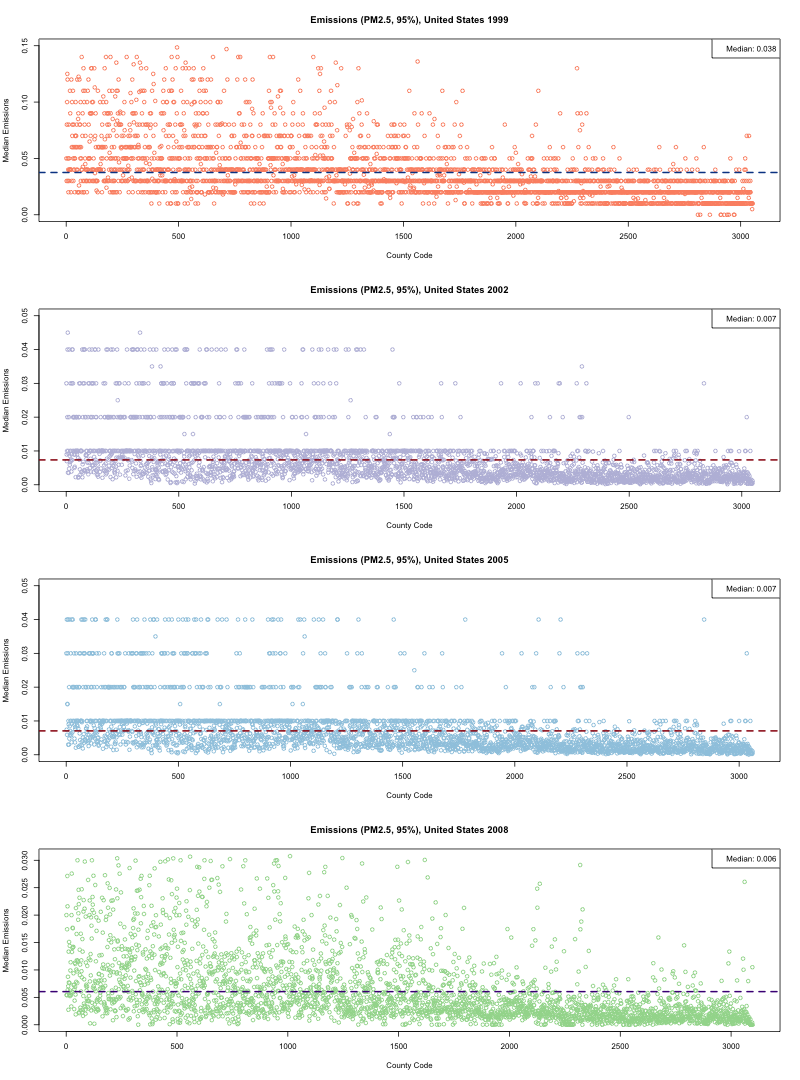 Emissions (PM2.5, 95%), United States 1999
Median: 0.038
Median Emissions
0.15
0.10
0.05
0.00
0 500 1000 1500 2000 2500 3000
County Code
Emissions (PM2.5, 95%), United States 2002
Median: 0.007
Median Emissions
0.05
0.04
0.03
0.02
0.01
0.00
0 500 1000 1500 2000 2500 3000
County Code
Emissions (PM2.5, 95%), United States 2005
Median: 0.007
Median Emissions
0.05
0.04
0.03
0.02
0.01
0.00
0 500 1000 1500 2000 2500 3000
County Code
Emissions (PM2.5, 95%), United States 2008
Median: 0.006
Median Emissions
0.030
0.025
0.020
0.015
0.010
0.005
0.000
0 500 1000 1500 2000 2500 3000
County Code